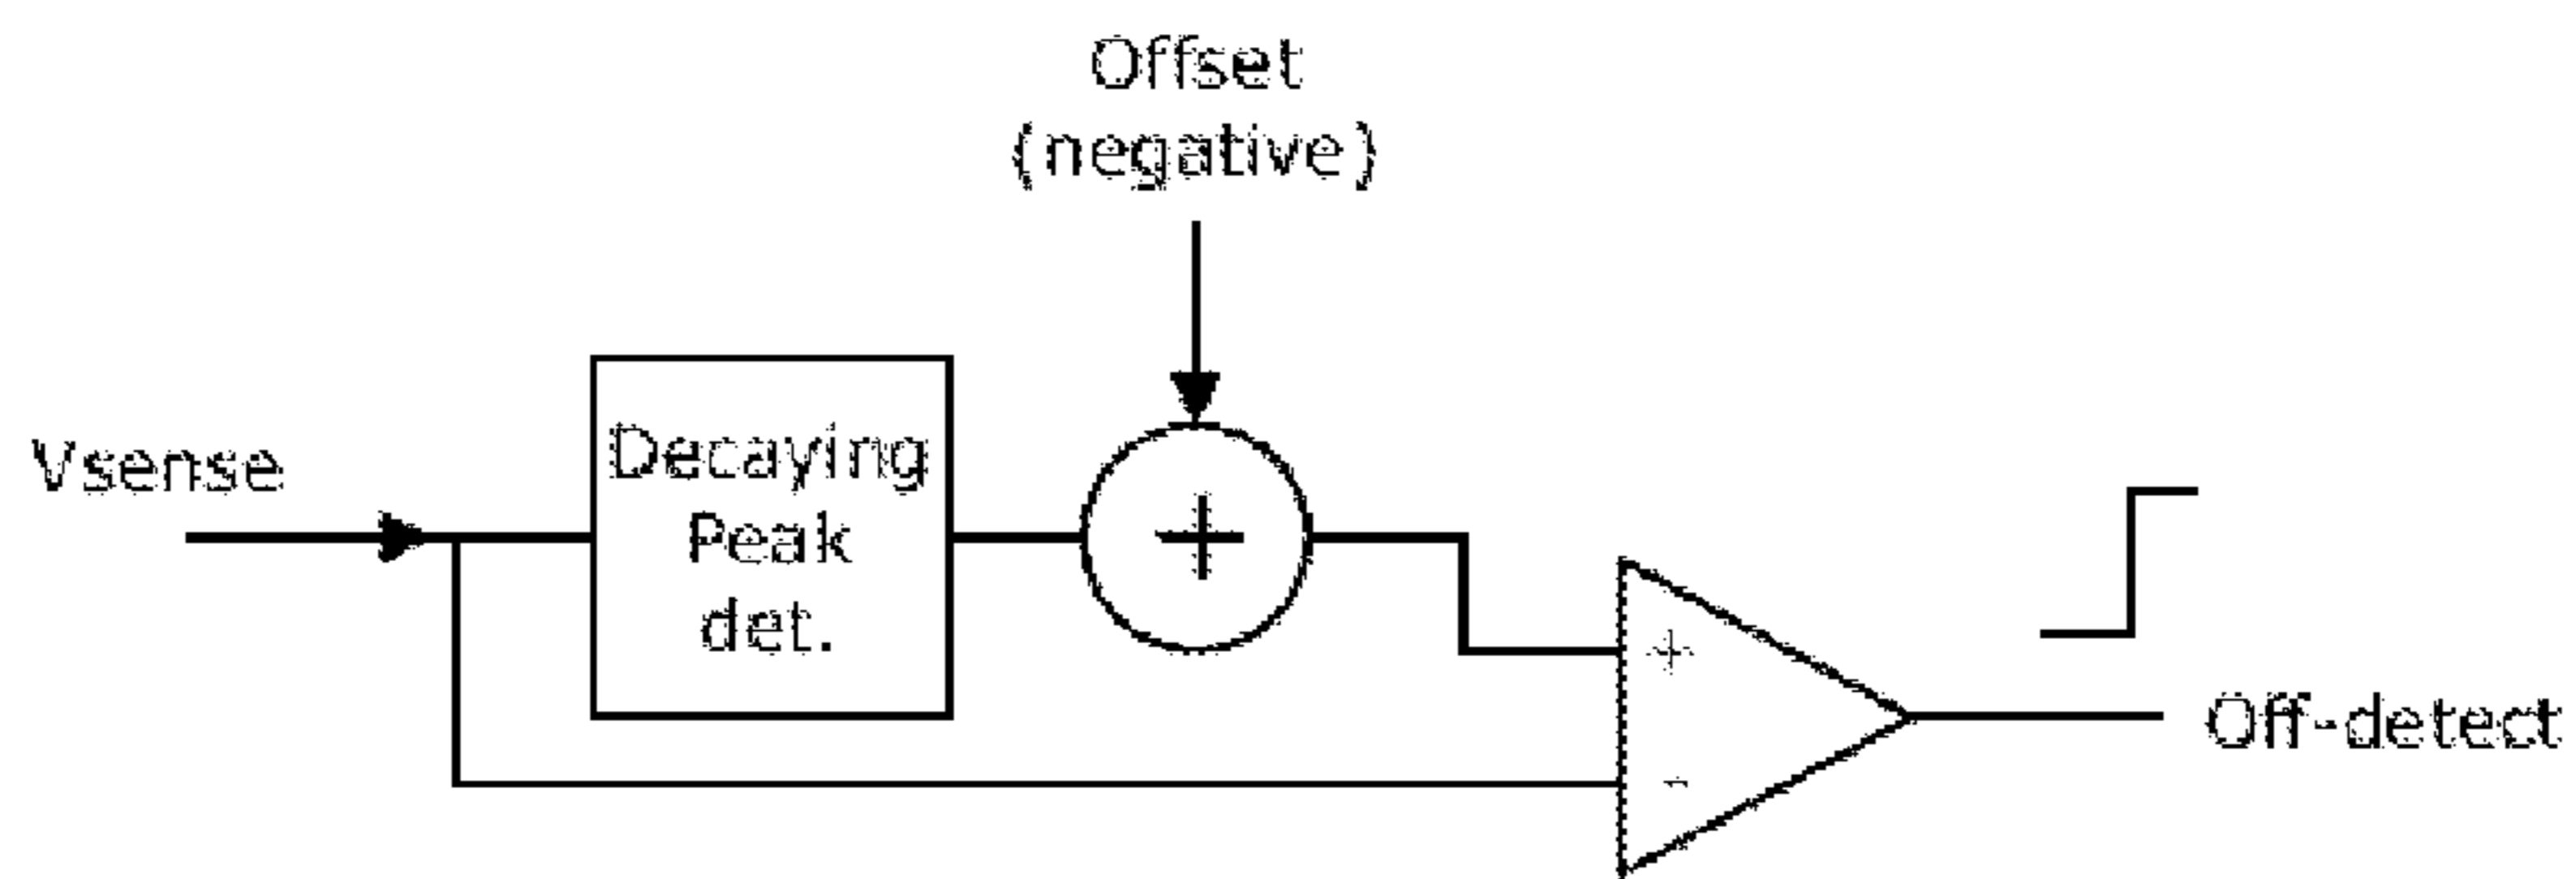 Offset
(negative)
Vsense
Decaying
Peak
det.
+
+
-
Off-detect